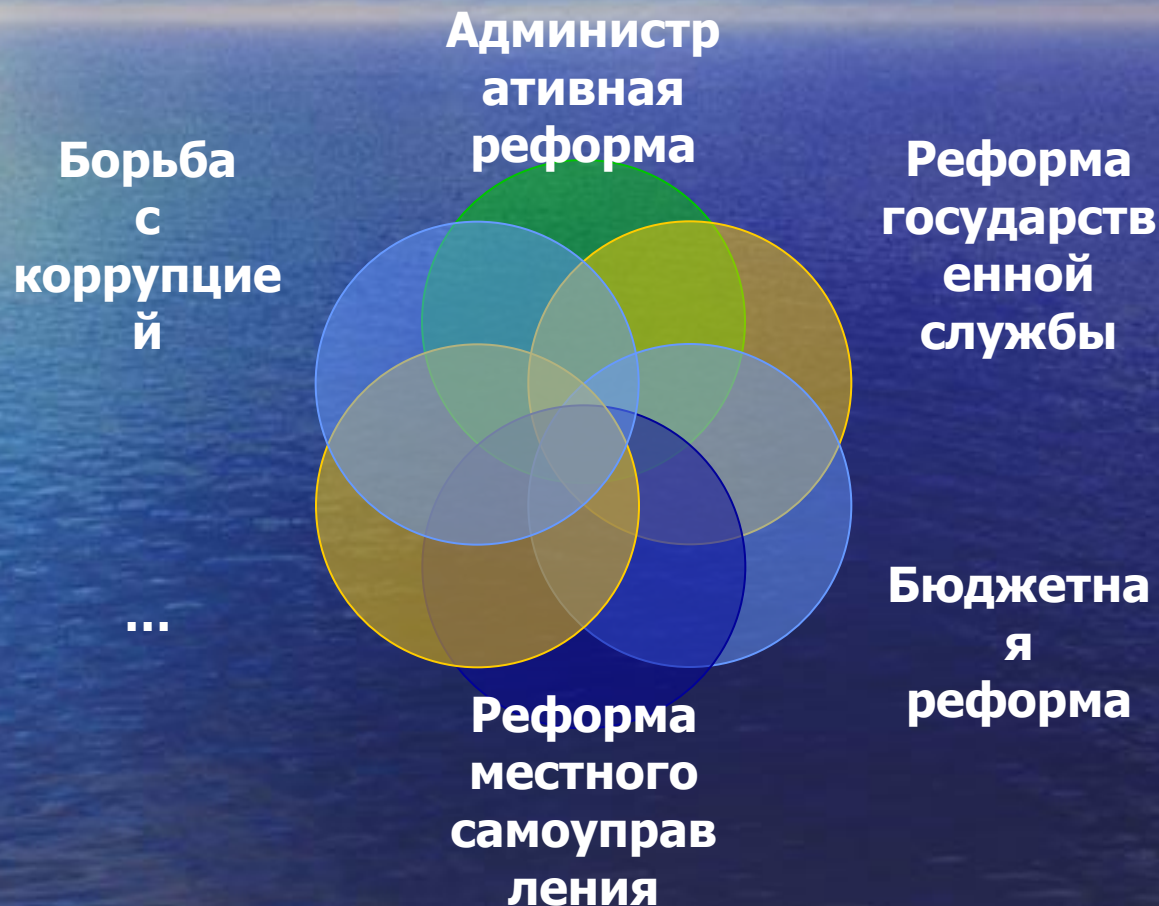 Администр
ативная
реформа
Реформа
государств
енной
службы
Бюджетна
я
реформа
Реформа
местного
самоуправ
ления
...
Борьба
с
коррупцие
й